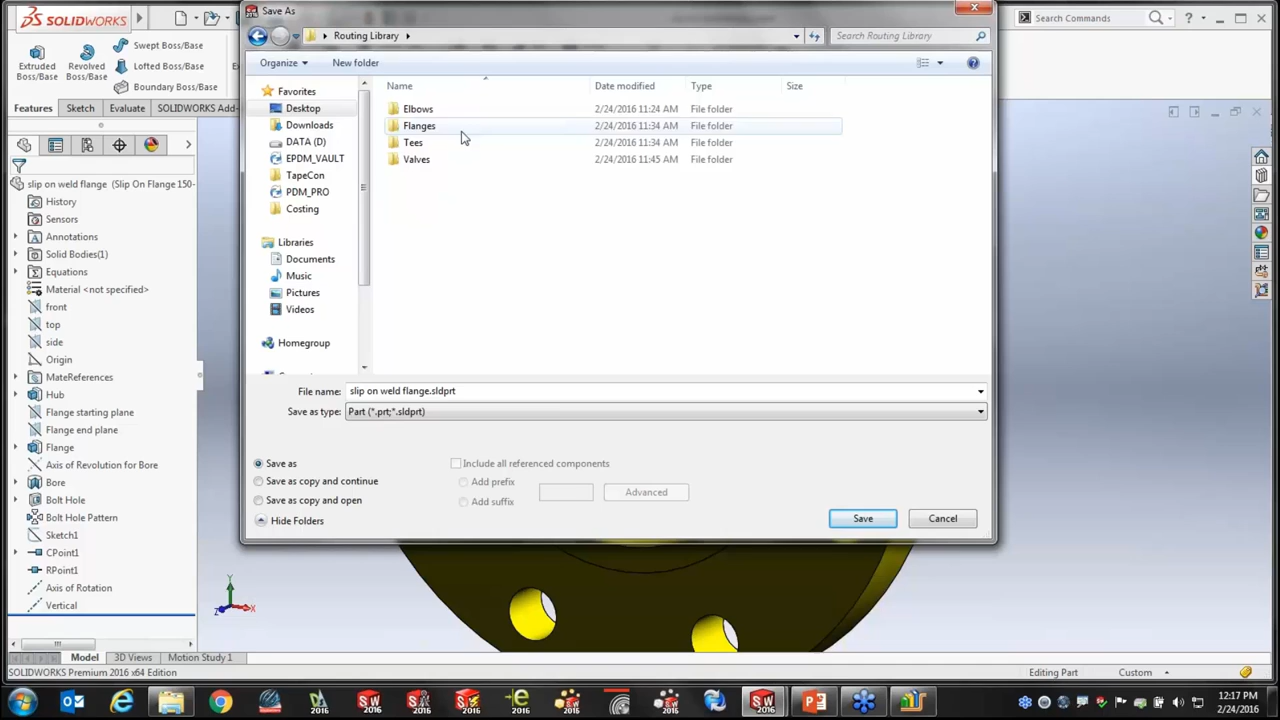 SOLIDWORKS
Save As
Search Commands
Routing Library
Search Routing Library
Extruded
Boss/Base
Revolved
Boss/Base
Swept Boss/Base
Lofted Boss/Base
Boundary Boss/Base
Features
Sketch
Evaluate
SOLIDWORKS Add-
Organize
New folder
Name
Date modified
Type
Size
Favorites
Desktop
Downloads
DATA (D)
EPDM_VAULT
TapeCon
PDM_PRO
Costing
Libraries
Documents
Music
Pictures
Videos
Homegroup
Elbows 2/24/2016 11:24 AM File folder
Flanges 2/24/2016 11:34 AM File folder
Tees 2/24/2016 11:34 AM File folder
Valves 2/24/2016 11:45 AM File folder
slip on weld flange (Slip On Flange 150-
History
Sensors
Annotations
Solid Bodies(1)
Equations
Material <not specified>
front
top
side
Origin
MateReferences
Hub
Flange starting plane
Flange end plane
Flange
Axis of Revolution for Bore
Bore
Bolt Hole
Bolt Hole Pattern
Sketch1
CPoint1
RPoint1
Axis of Rotation
Vertical
File name: slip on weld flange.sldprt
Save as type: Part (*.prt;*.sldprt)
Save as
Save as copy and continue
Save as copy and open
Include all referenced components
Add prefix
Add suffix
Advanced
Hide Folders
Save
Cancel
Y
Z
X
Model
3D Views
Motion Study 1
SOLIDWORKS Premium 2016 x64 Edition
Editing Part
Custom
12:17 PM
2/24/2016